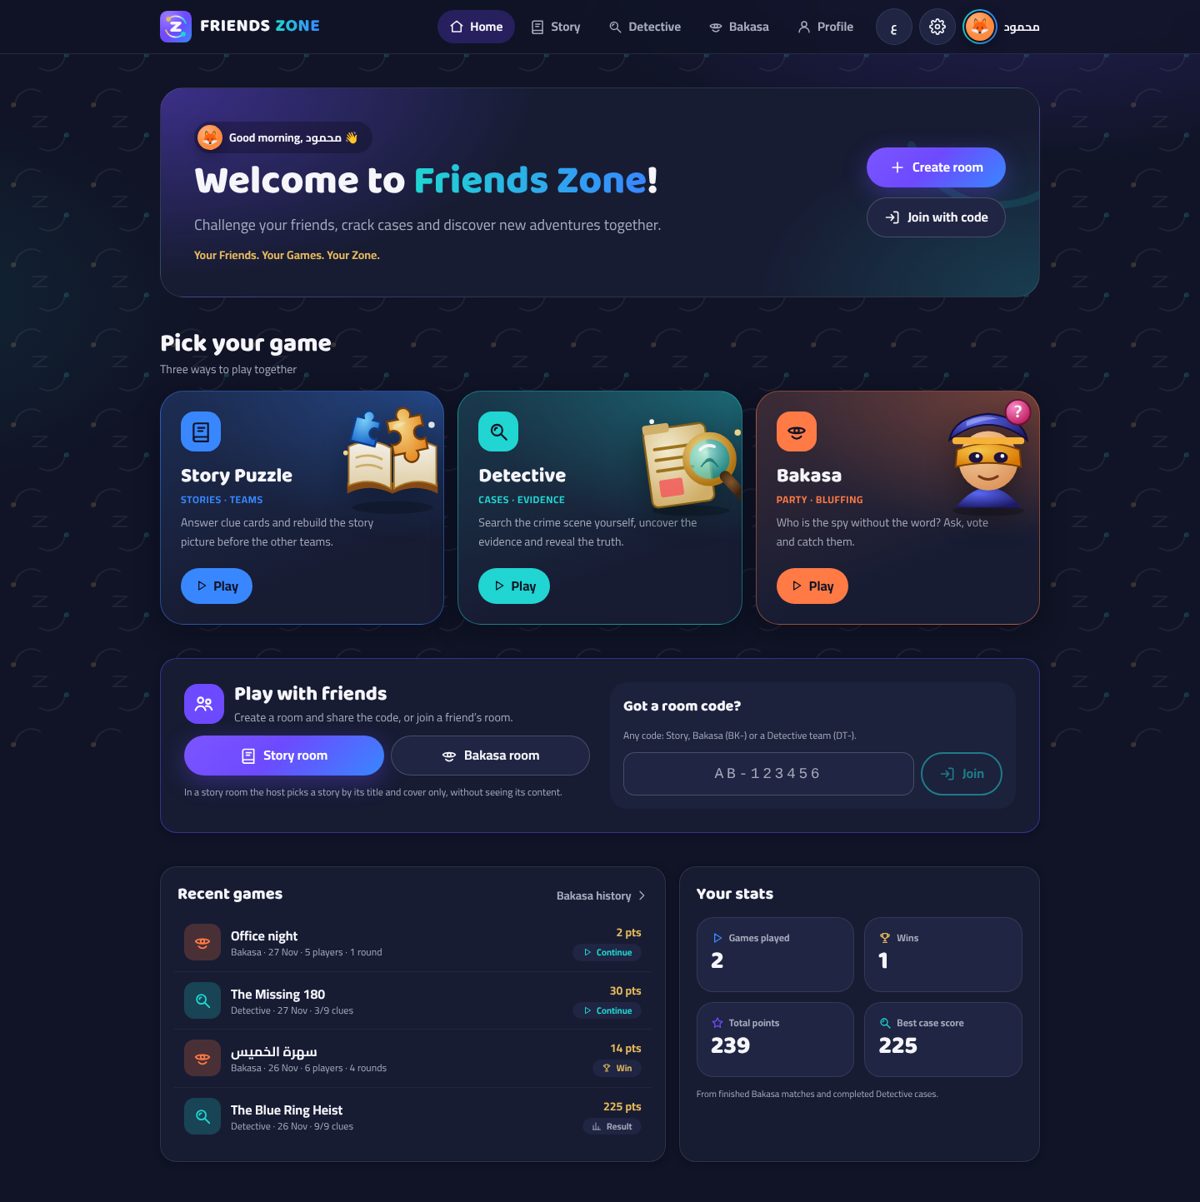 FRIENDS ZONE
Home
Story
Detective
Bakasa
Profile
ع
محمود
Good morning, محمود 👋
Welcome to Friends Zone!
Challenge your friends, crack cases and discover new adventures together.
Your Friends. Your Games. Your Zone.
Create room
Join with code
Pick your game
Three ways to play together
Story Puzzle
STORIES · TEAMS
Answer clue cards and rebuild the story
picture before the other teams.
Play
Detective
CASES · EVIDENCE
Search the crime scene yourself, uncover the
evidence and reveal the truth.
Play
?
Bakasa
PARTY · BLUFFING
Who is the spy without the word? Ask, vote
and catch them.
Play
Play with friends
Create a room and share the code, or join a friend's room.
Story room
Bakasa room
In a story room the host picks a story by its title and cover only, without seeing its content.
Got a room code?
Any code: Story, Bakasa (BK-) or a Detective team (DT-).
AB-123456
Join
Recent games
Bakasa history
Office night
Bakasa · 27 Nov · 5 players · 1 round
2 pts
Continue
The Missing 180
Detective · 27 Nov · 3/9 clues
30 pts
Continue
سهرة الخميس
Bakasa · 26 Nov · 6 players · 4 rounds
14 pts
Win
The Blue Ring Heist
Detective · 26 Nov · 9/9 clues
225 pts
Result
Your stats
Games played
2
Wins
1
Total points
239
Best case score
225
From finished Bakasa matches and completed Detective cases.